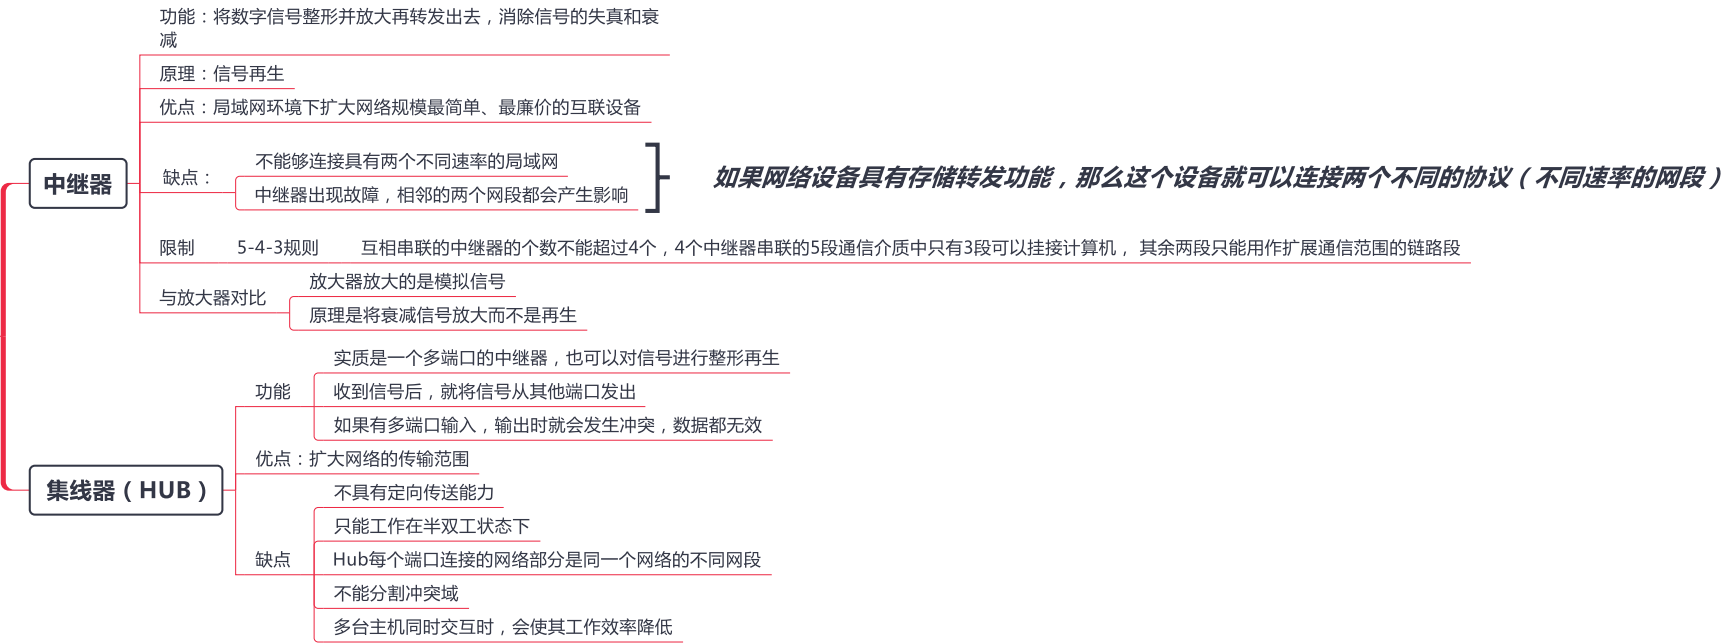 功能：将数字信号整形并放大再转发出去，消除信号的失真和衰
减
原理：信号再生
优点：局域网环境下扩大网络规模最简单、最廉价的互联设备
中继器
缺点：
不能够连接具有两个不同速率的局域网
中继器出现故障，相邻的两个网段都会产生影响
如果网络设备具有存储转发功能，那么这个设备就可以连接两个不同的协议（不同速率的网段）
限制
5-4-3规则
互相串联的中继器的个数不能超过4个，4个中继器串联的5段通信介质中只有3段可以挂接计算机， 其余两段只能用作扩展通信范围的链路段
与放大器对比
放大器放大的是模拟信号
原理是将衰减信号放大而不是再生
集线器（HUB）
功能
实质是一个多端口的中继器，也可以对信号进行整形再生
收到信号后，就将信号从其他端口发出
如果有多端口输入，输出时就会发生冲突，数据都无效
优点：扩大网络的传输范围
缺点
不具有定向传送能力
只能工作在半双工状态下
Hub每个端口连接的网络部分是同一个网络的不同网段
不能分割冲突域
多台主机同时交互时，会使其工作效率降低